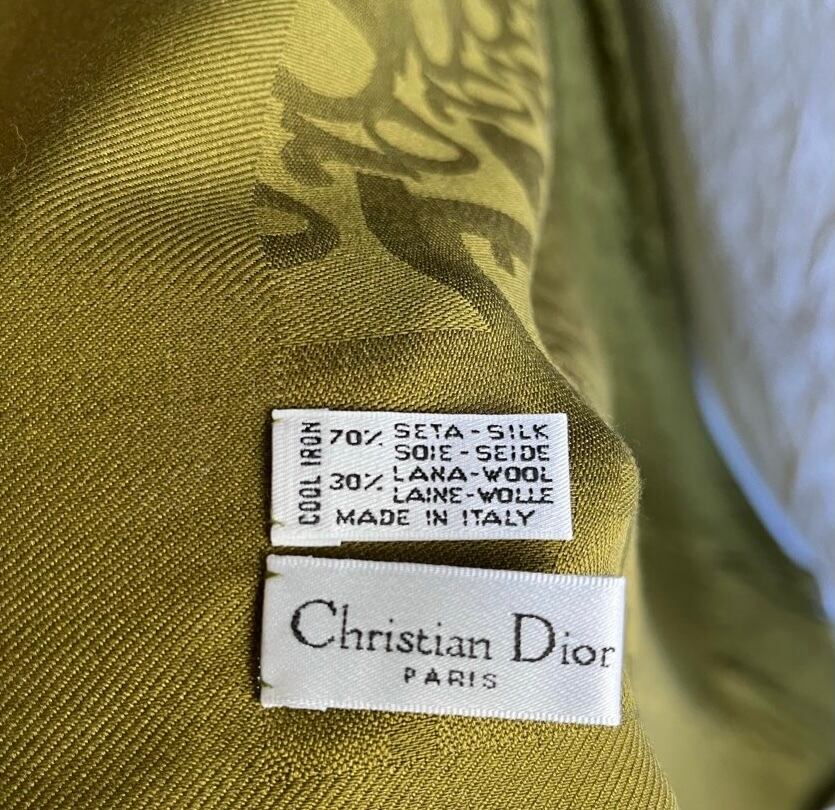 COOL IRON
70% SETA-SILK
SOIE-SEIDE
30% LANA-WOOL
LAINE-WOLLE
MADE IN ITALY
Christian Dior
PARIS